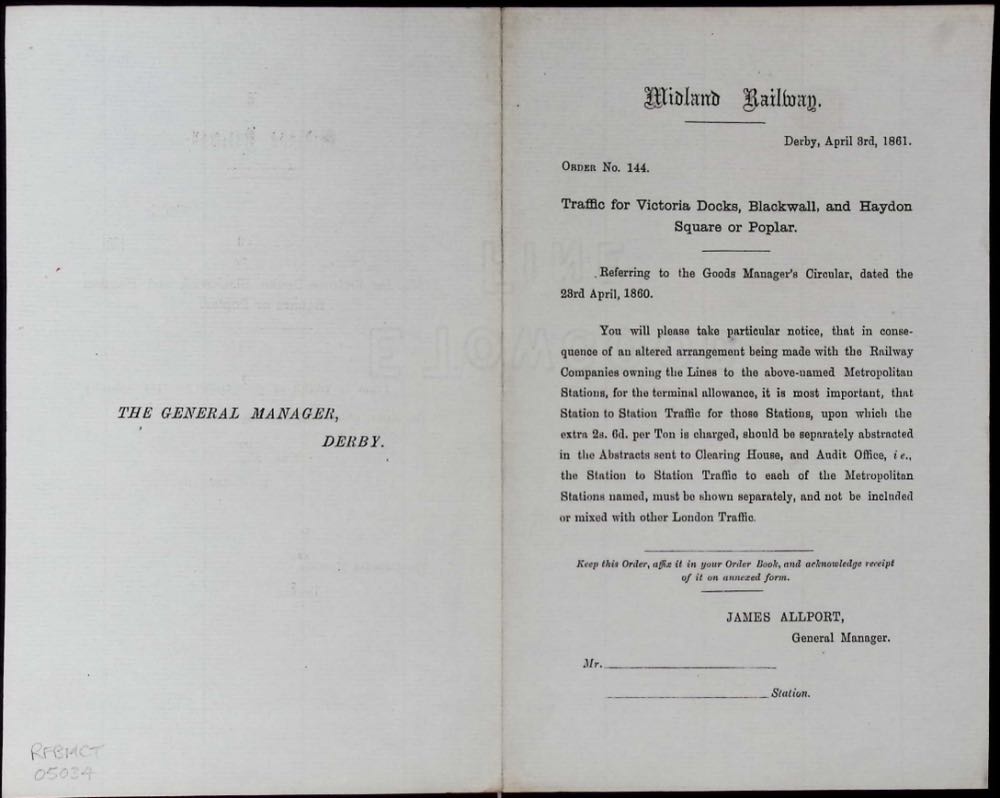 THE GENERAL MANAGER,
DERBY.
RFBMCT
05034
Midland Railway.
Derby, April 3rd, 1861.
ORDER No. 144.
Traffic for Victoria Docks, Blackwall, and Haydon
Square or Poplar.
Referring to the Goods Manager's Circular, dated the
23rd April, 1860.
You will please take particular notice, that in conse-
quence of an altered arrangement being made with the Railway
Companies owning the Lines to the above-named Metropolitan
Stations, for the terminal allowance, it is most important, that
Station to Station Traffic for those Stations, upon which the
extra 2s. 6d. per Ton is charged, should be separately abstracted
in the Abstracts sent to Clearing House, and Audit Office, i e.,
the Station to Station Traffic to each of the Metropolitan
Stations named, must be shown separately, and not be included
or mixed with other London Traffic.
Keep this Order, affix it in your Order Book, and acknowledge receipt
of it on annexed form.
JAMES ALLPORT,
General Manager.
Mr.
Station.